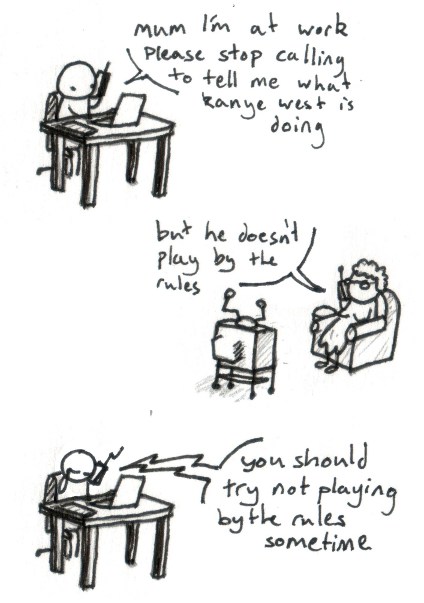 mum I'm at work
please stop calling
to tell me what
kanye west is
doing
but he doesn't
play by the
rules
you should
try not playing
by the rules
sometime